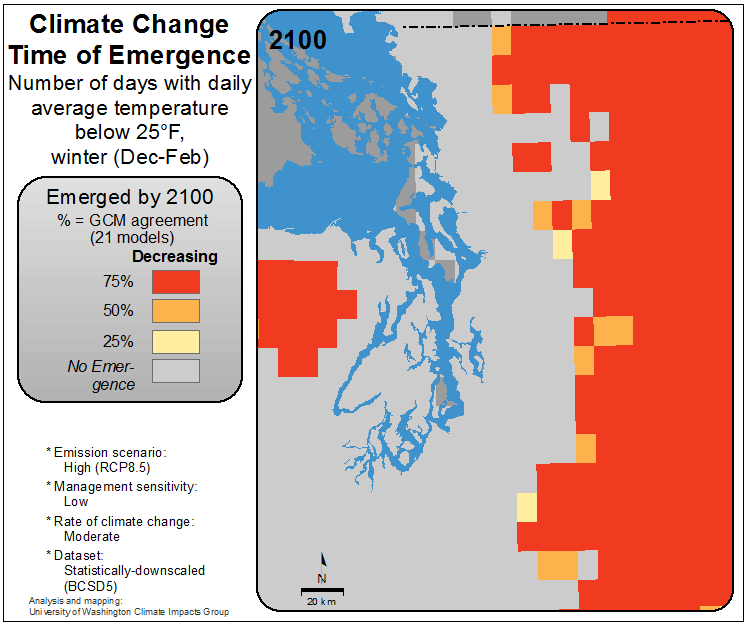 Climate Change
Time of Emergence
Number of days with daily
average temperature
below 25°F,
winter (Dec-Feb)
Emerged by 2100
% = GCM agreement
(21 models)
Decreasing
75%
50%
25%
No Emer-
gence
* Emission scenario:
High (RCP8.5)
* Management sensitivity:
Low
* Rate of climate change:
Moderate
* Dataset:
Statistically-downscaled
(BCSD5)
Analysis and mapping:
University of Washington Climate Impacts Group
2100
N
20 km